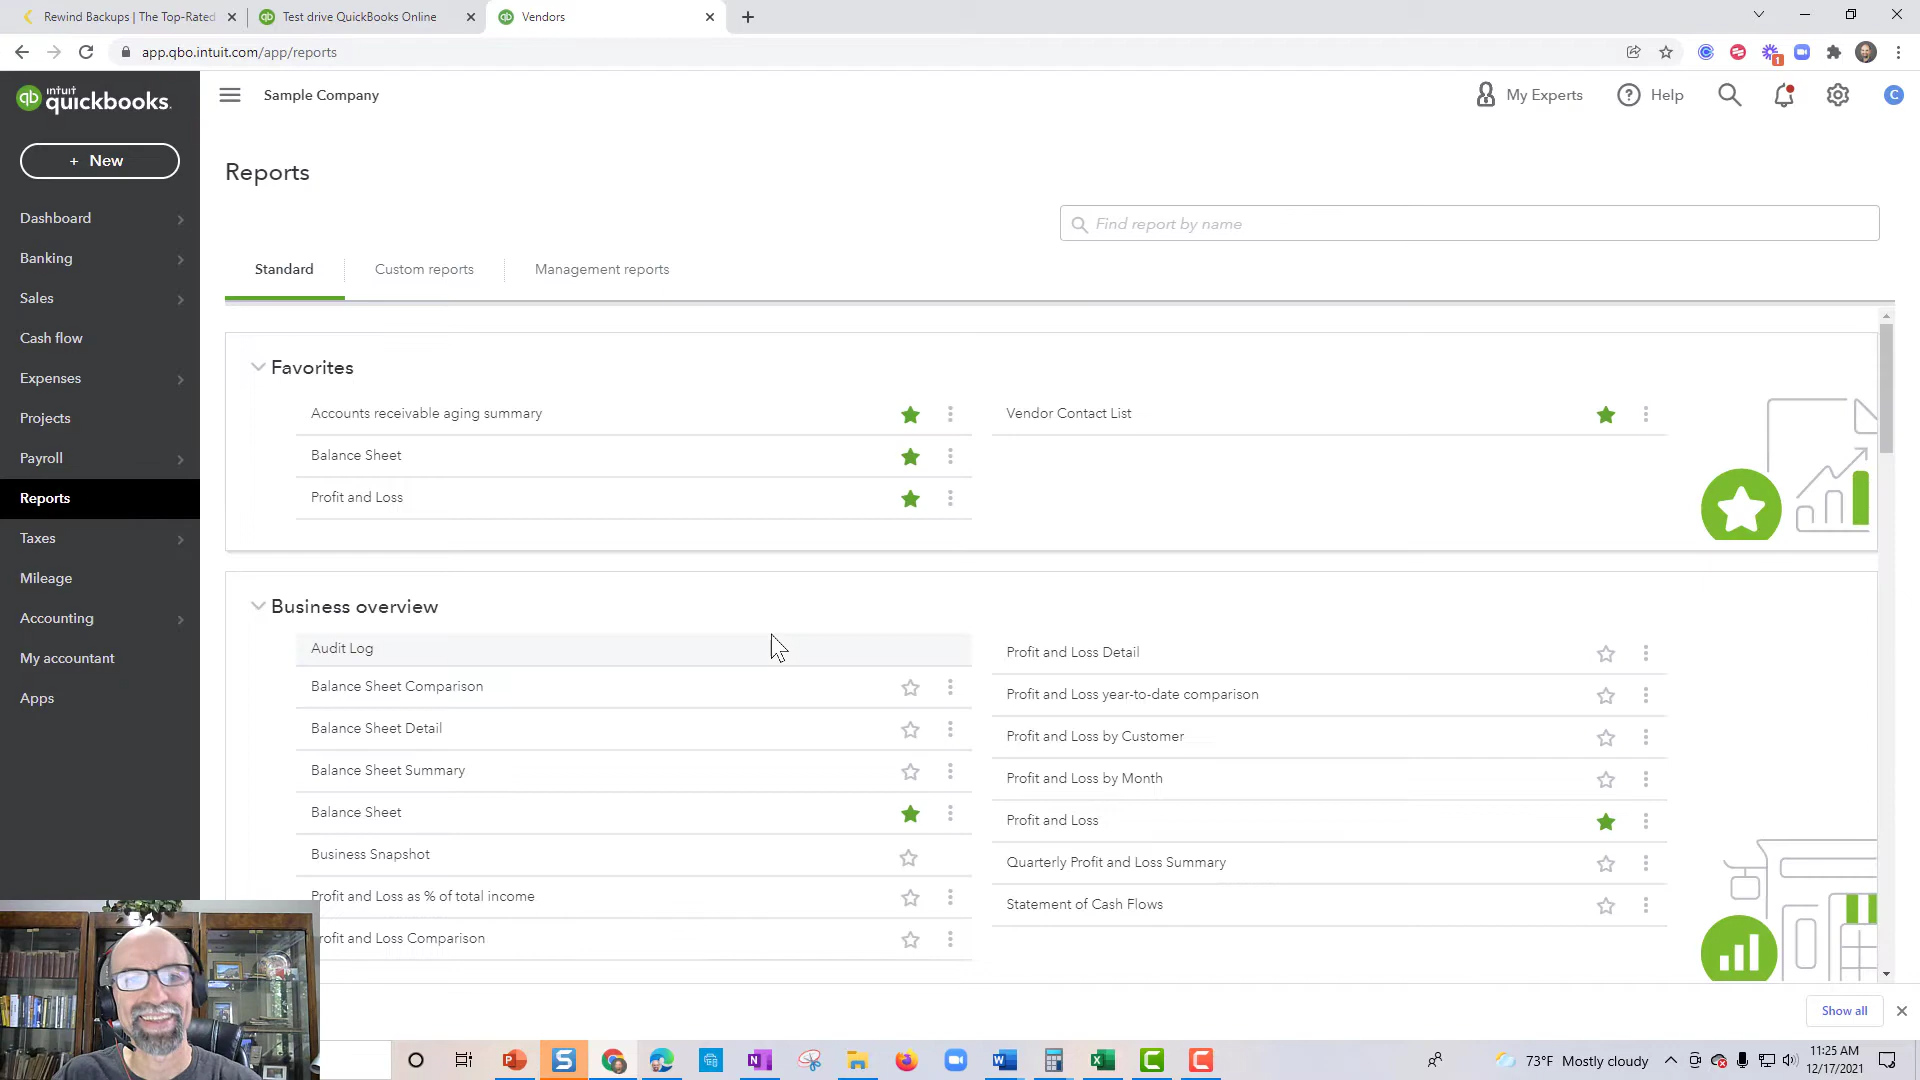 Rewind Backups | The Top-Rated
Test drive QuickBooks Online
Vendors
app.qbo.intuit.com/app/reports
1
intuit
quickbooks.
Sample Company
My Experts
Help
C
+ New
Dashboard
Banking
Sales
Cash flow
Expenses
Projects
Payroll
Reports
Taxes
Mileage
Accounting
My accountant
Apps
Reports
Find report by name
Standard
Custom reports
Management reports
Favorites
Accounts receivable aging summary
Balance Sheet
Profit and Loss
Vendor Contact List
Business overview
Audit Log
Balance Sheet Comparison
Balance Sheet Detail
Balance Sheet Summary
Balance Sheet
Business Snapshot
Profit and Loss as % of total income
rofit and Loss Comparison
Profit and Loss Detail
Profit and Loss year-to-date comparison
Profit and Loss by Customer
Profit and Loss by Month
Profit and Loss
Quarterly Profit and Loss Summary
Statement of Cash Flows
Show all
73°F Mostly cloudy
11:25 AM
12/17/2021